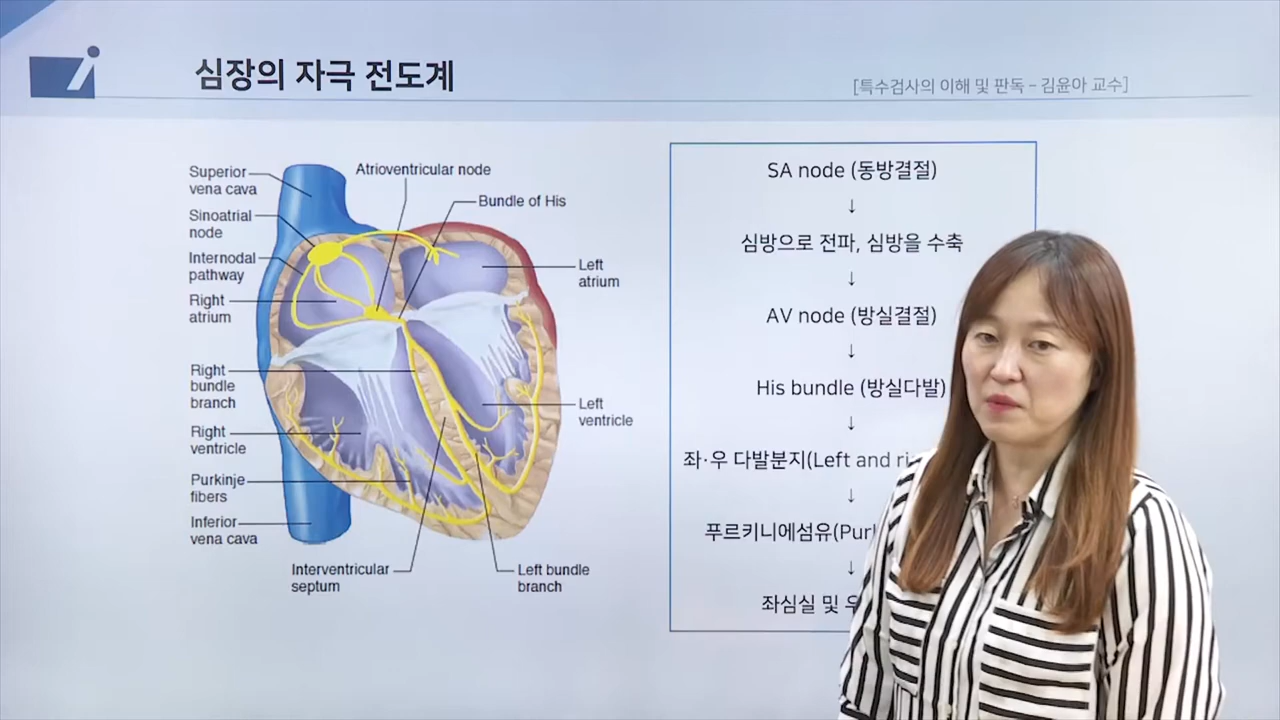 심장의 자극 전도계
[특수검사의 이해 및 판독 – 김윤아 교수]
Superior
vena cava
Atrioventricular node
Bundle of His
Sinoatrial
node
Internodal
pathway
Left
atrium
Right
atrium
Right
bundle
branch
Left
ventricle
Right
ventricle
Purkinje
fibers
Inferior
vena cava
Interventricular
septum
Left bundle
branch
SA node (동방결절)
↓
심방으로 전파, 심방을 수축
↓
AV node (방실결절)
↓
His bundle (방실다발)
↓
좌·우 다발분지(Left and
↓
푸르키니에섬유
↓
좌심실 및